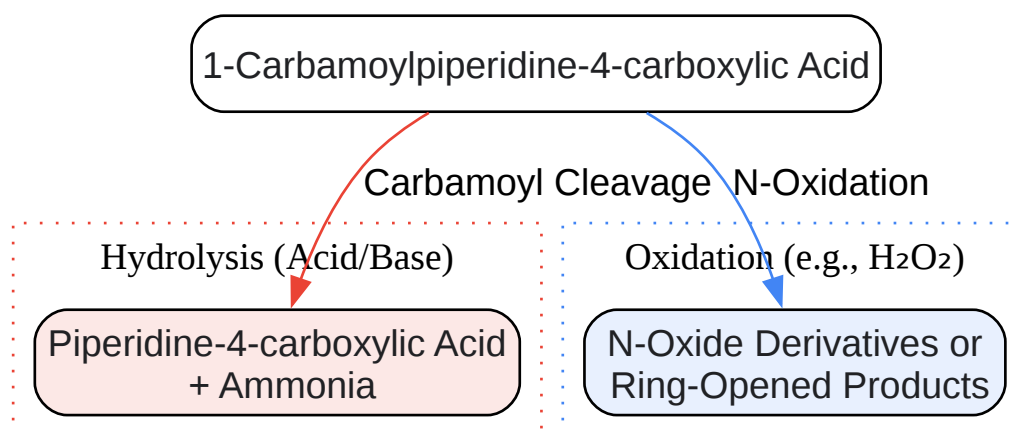 1-Carbamoylpiperidine-4-carboxylic Acid
Carbamoyl Cleavage
N-Oxidation
Hydrolysis (Acid/Base)
Oxidation (e.g., H₂O₂)
Piperidine-4-carboxylic Acid
+ Ammonia
N-Oxide Derivatives or
Ring-Opened Products